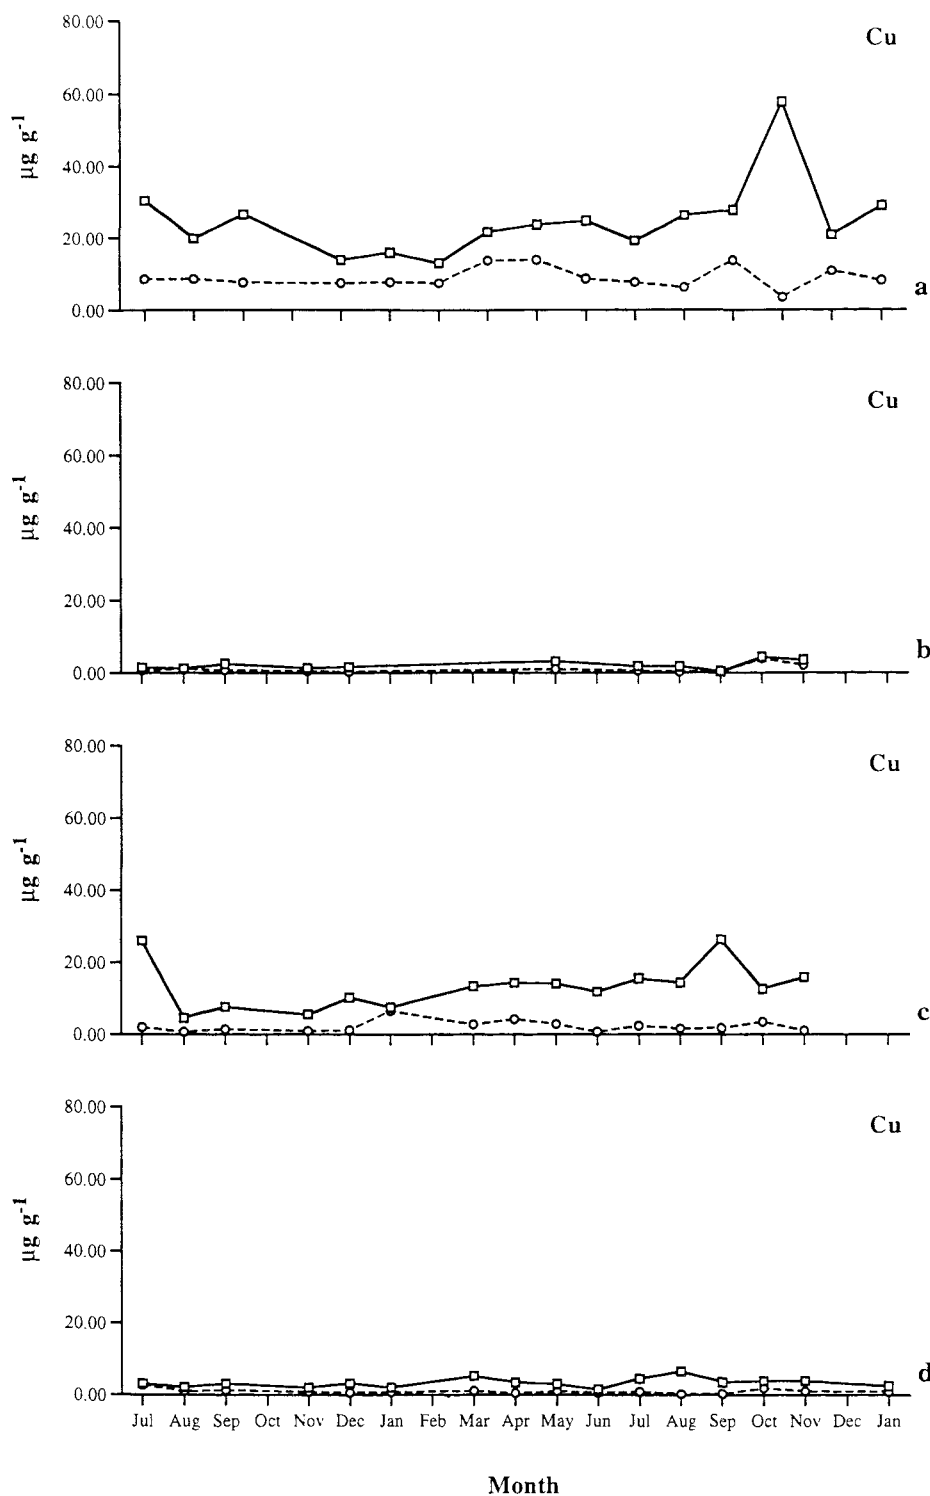 80.00
Cu
60.00
40.00
20.00
0.00
µg g-1
a
80.00
Cu
60.00
40.00
20.00
0.00
µg g-1
b
80.00
Cu
60.00
40.00
20.00
0.00
µg g-1
c
80.00
Cu
60.00
40.00
20.00
0.00
µg g-1
d
Jul Aug Sep Oct Nov Dec Jan Feb Mar Apr May Jun Jul Aug Sep Oct Nov Dec Jan
Month